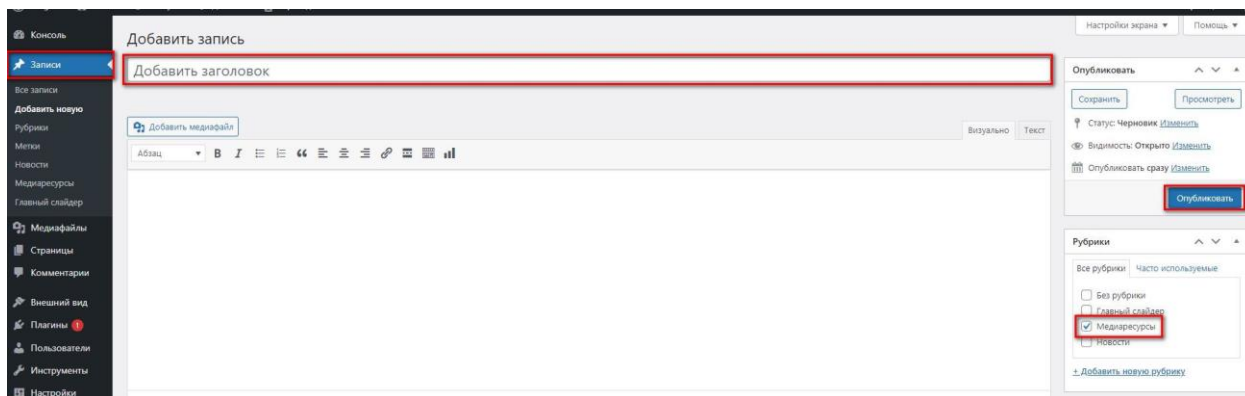 Настройки экрана
Помощь
Консоль
Добавить запись
Записи
Добавить заголовок
Все записи
Добавить новую
Рубрики
Метки
Новости
Медиаресурсы
Главный слайдер
Медиафайлы
Страницы
Комментарии
Внешний вид
Плагины 1
Пользователи
Инструменты
Настройки
Добавить медиафайл
Визуально Текст
Абзац B I
Опубликовать
Сохранить Просмотреть
Статус: Черновик Изменить
Видимость: Открыто Изменить
Опубликовать сразу Изменить
Опубликовать
Рубрики
Все рубрики Часто используемые
Без рубрики
Главный слайдер
Медиаресурсы
Новости
+ Добавить новую рубрику